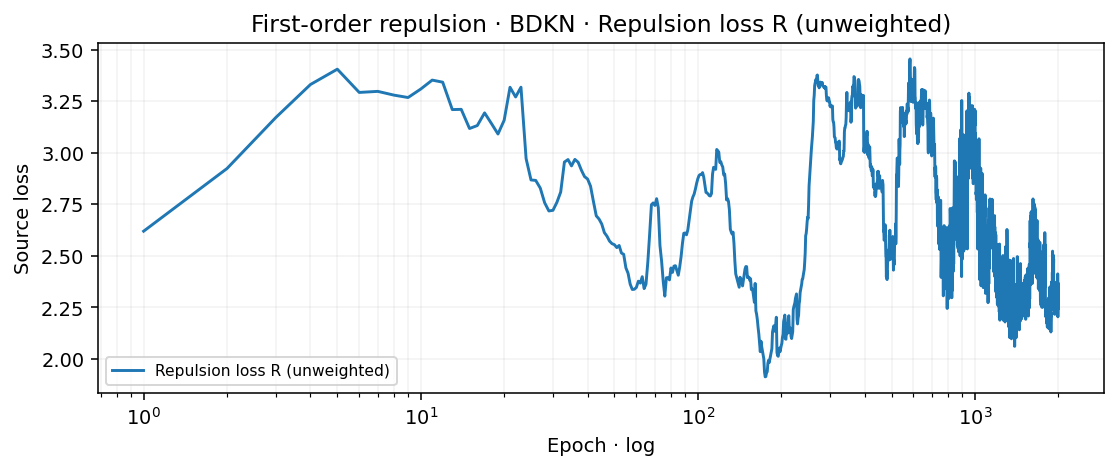 First-order repulsion · BDKN · Repulsion loss R (unweighted)
Source loss
3.50
3.25
3.00
2.75
2.50
2.25
2.00
Repulsion loss R (unweighted)
10⁰ 10¹ 10² 10³
Epoch · log